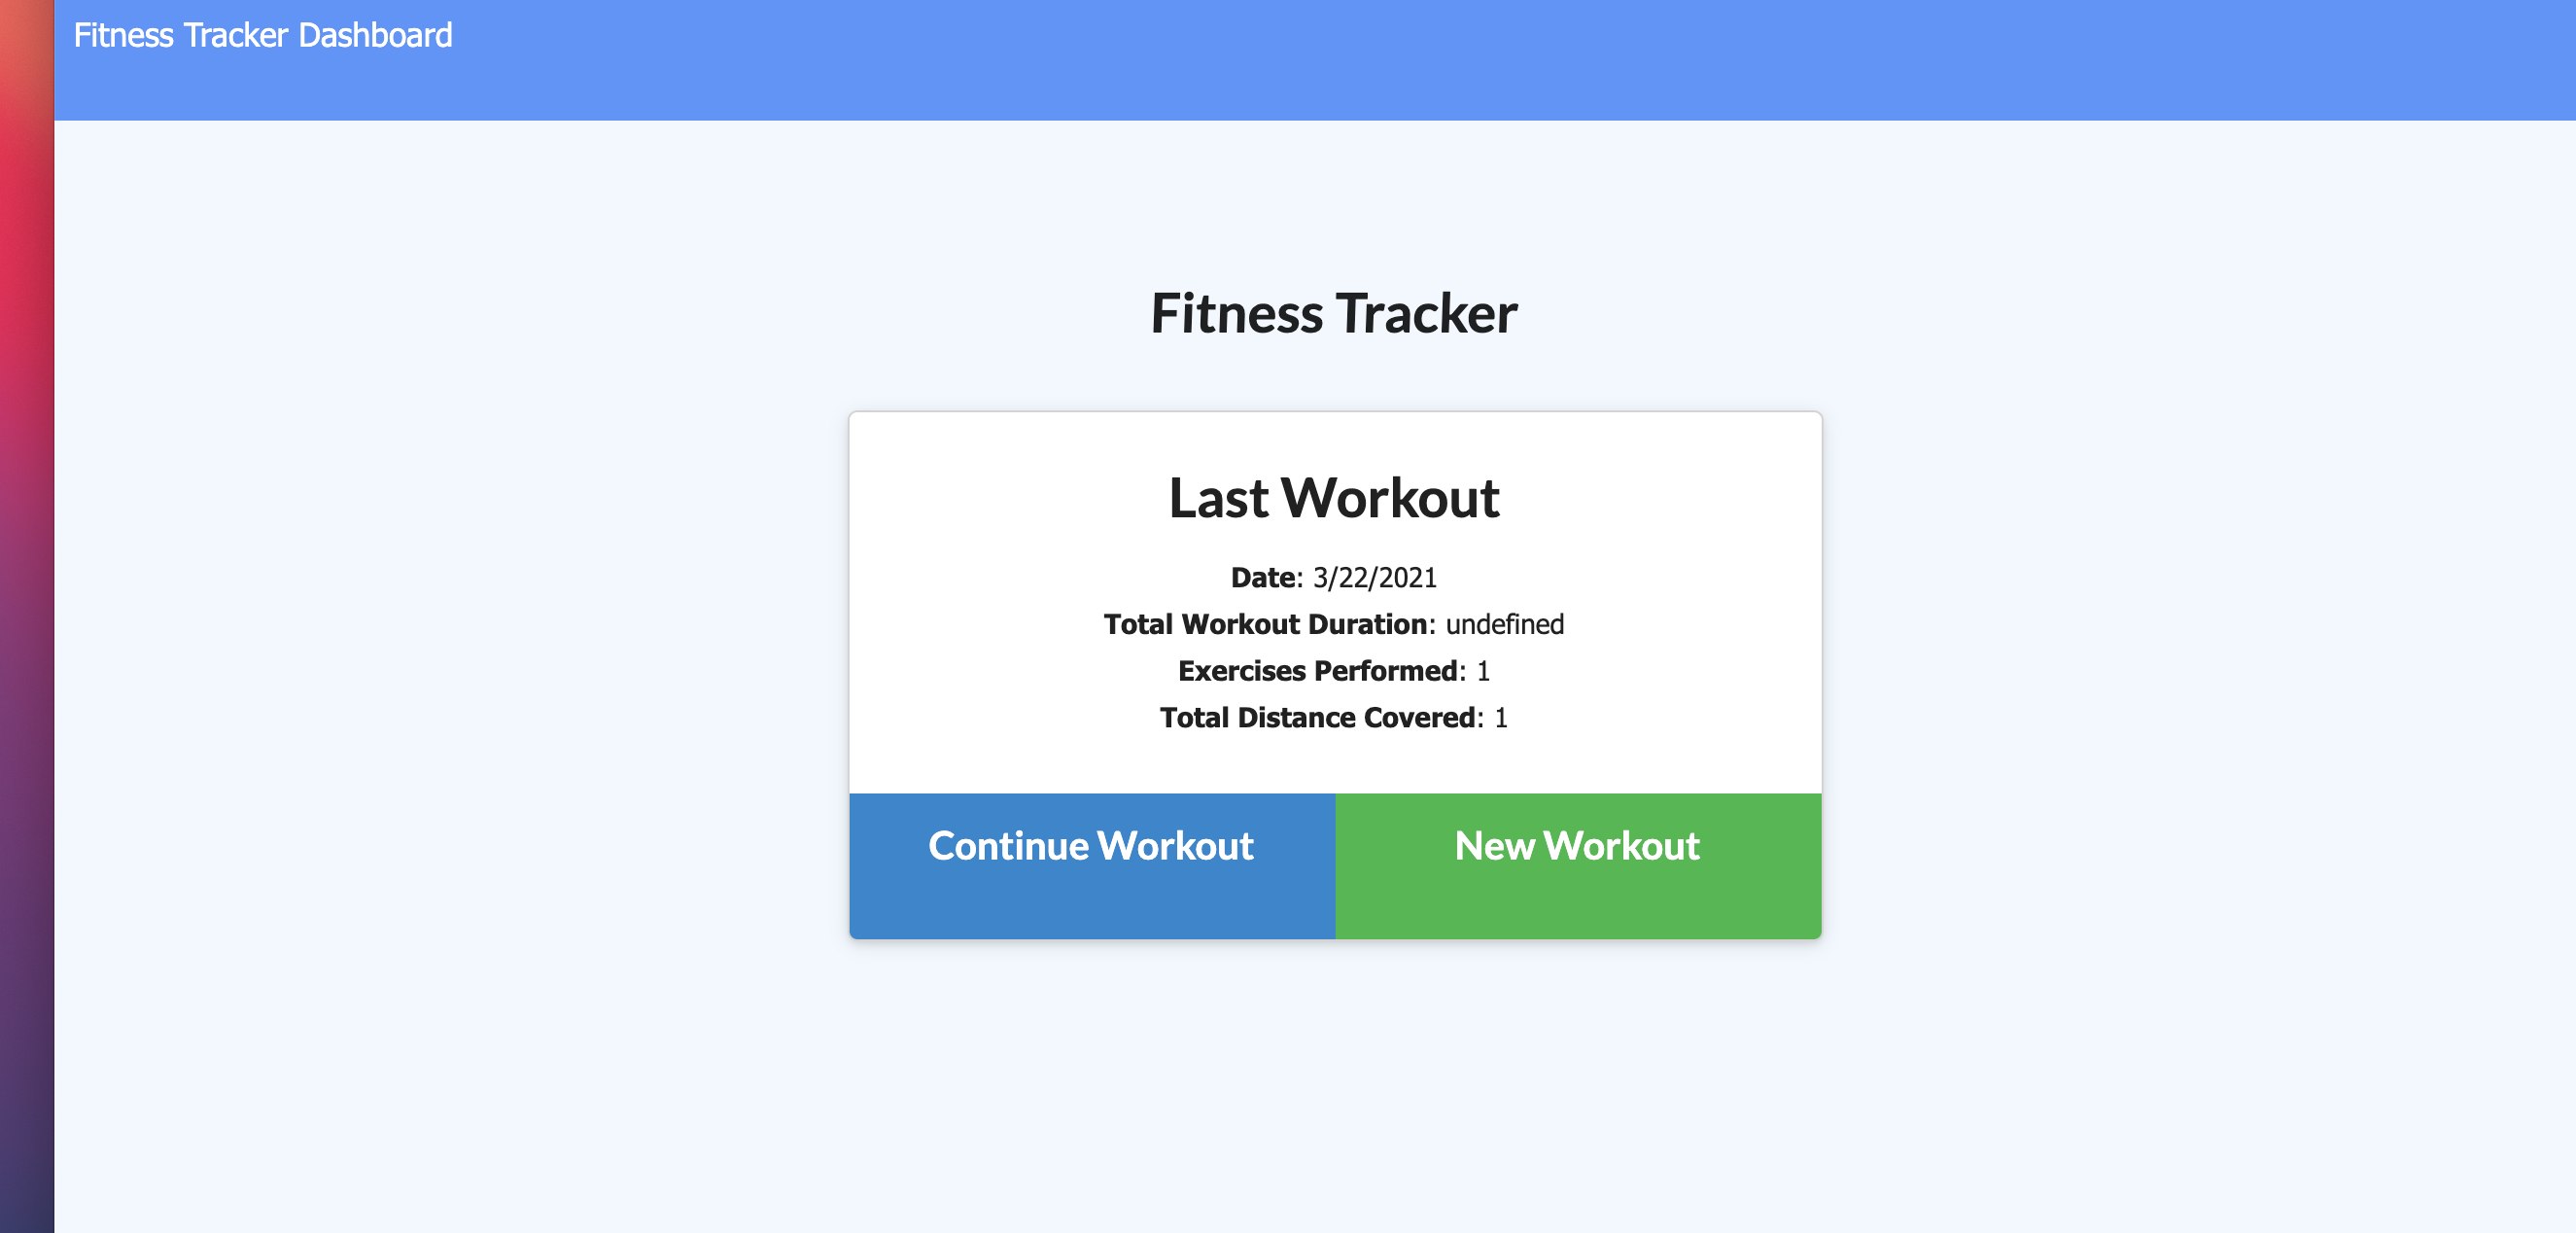 Fitness Tracker Dashboard
Fitness Tracker
Last Workout
Date: 3/22/2021
Total Workout Duration: undefined
Exercises Performed: 1
Total Distance Covered: 1
Continue Workout New Workout